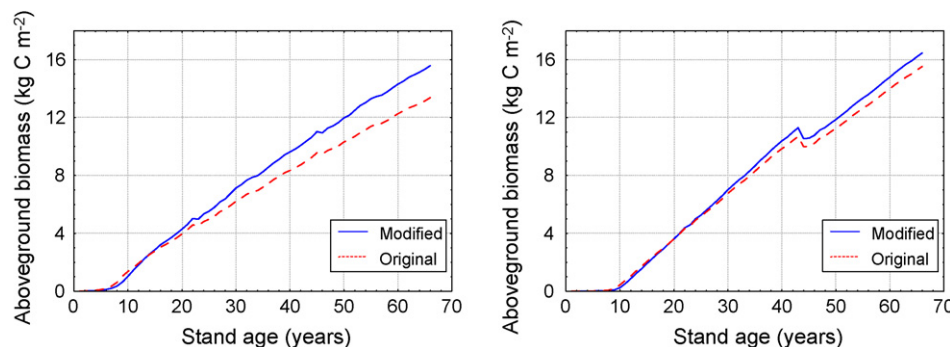 Aboveground biomass (kg C m-2)
16
12
8
4
0
0 10 20 30 40 50 60 70
Stand age (years)
Modified
Original
Aboveground biomass (kg C m-2)
16
12
8
4
0
0 10 20 30 40 50 60 70
Stand age (years)
Modified
Original